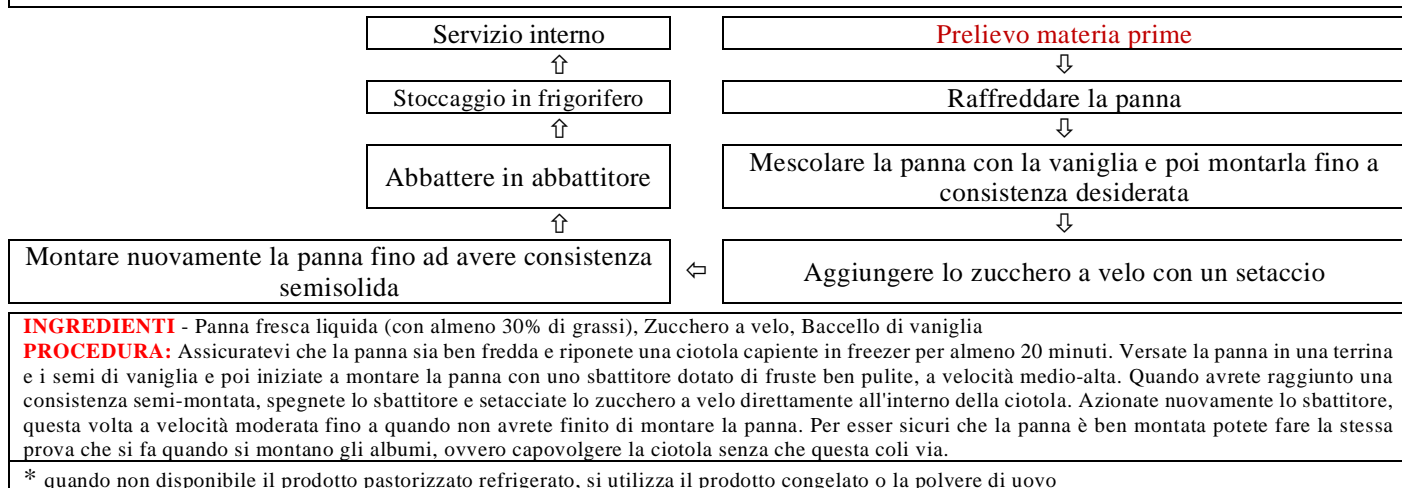 Servizio interno
Prelievo materia prime
⇧
⇩
Stoccaggio in frigorifero
Raffreddare la panna
⇧
⇩
Abbattere in abbattitore
Mescolare la panna con la vaniglia e poi montarla fino a
consistenza desiderata
⇧
⇩
Montare nuovamente la panna fino ad avere consistenza
semisolida
⇦
Aggiungere lo zucchero a velo con un setaccio
INGREDIENTI - Panna fresca liquida (con almeno 30% di grassi), Zucchero a velo, Baccello di vaniglia
PROCEDURA: Assicuratevi che la panna sia ben fredda e riponete una ciotola capiente in freezer per almeno 20 minuti. Versate la panna in una terrina
e i semi di vaniglia e poi iniziate a montare la panna con uno sbattitore dotato di fruste ben pulite, a velocità medio-alta. Quando avrete raggiunto una
consistenza semi-montata, spegnete lo sbattitore e setacciate lo zucchero a velo direttamente all'interno della ciotola. Azionate nuovamente lo sbattitore,
questa volta a velocità moderata fino a quando non avrete finito di montare la panna. Per esser sicuri che la panna è ben montata potete fare la stessa
prova che si fa quando si montano gli albumi, ovvero capovolgere la ciotola senza che questa coli via.
* quando non disponibile il prodotto pastorizzato refrigerato, si utilizza il prodotto congelato o la polvere di uovo